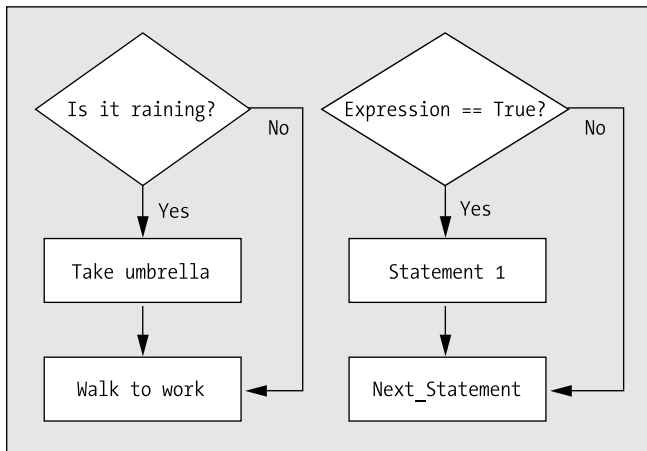 Is it raining?
No
Yes
Take umbrella
Walk to work
Expression == True?
No
Yes
Statement 1
Next_Statement